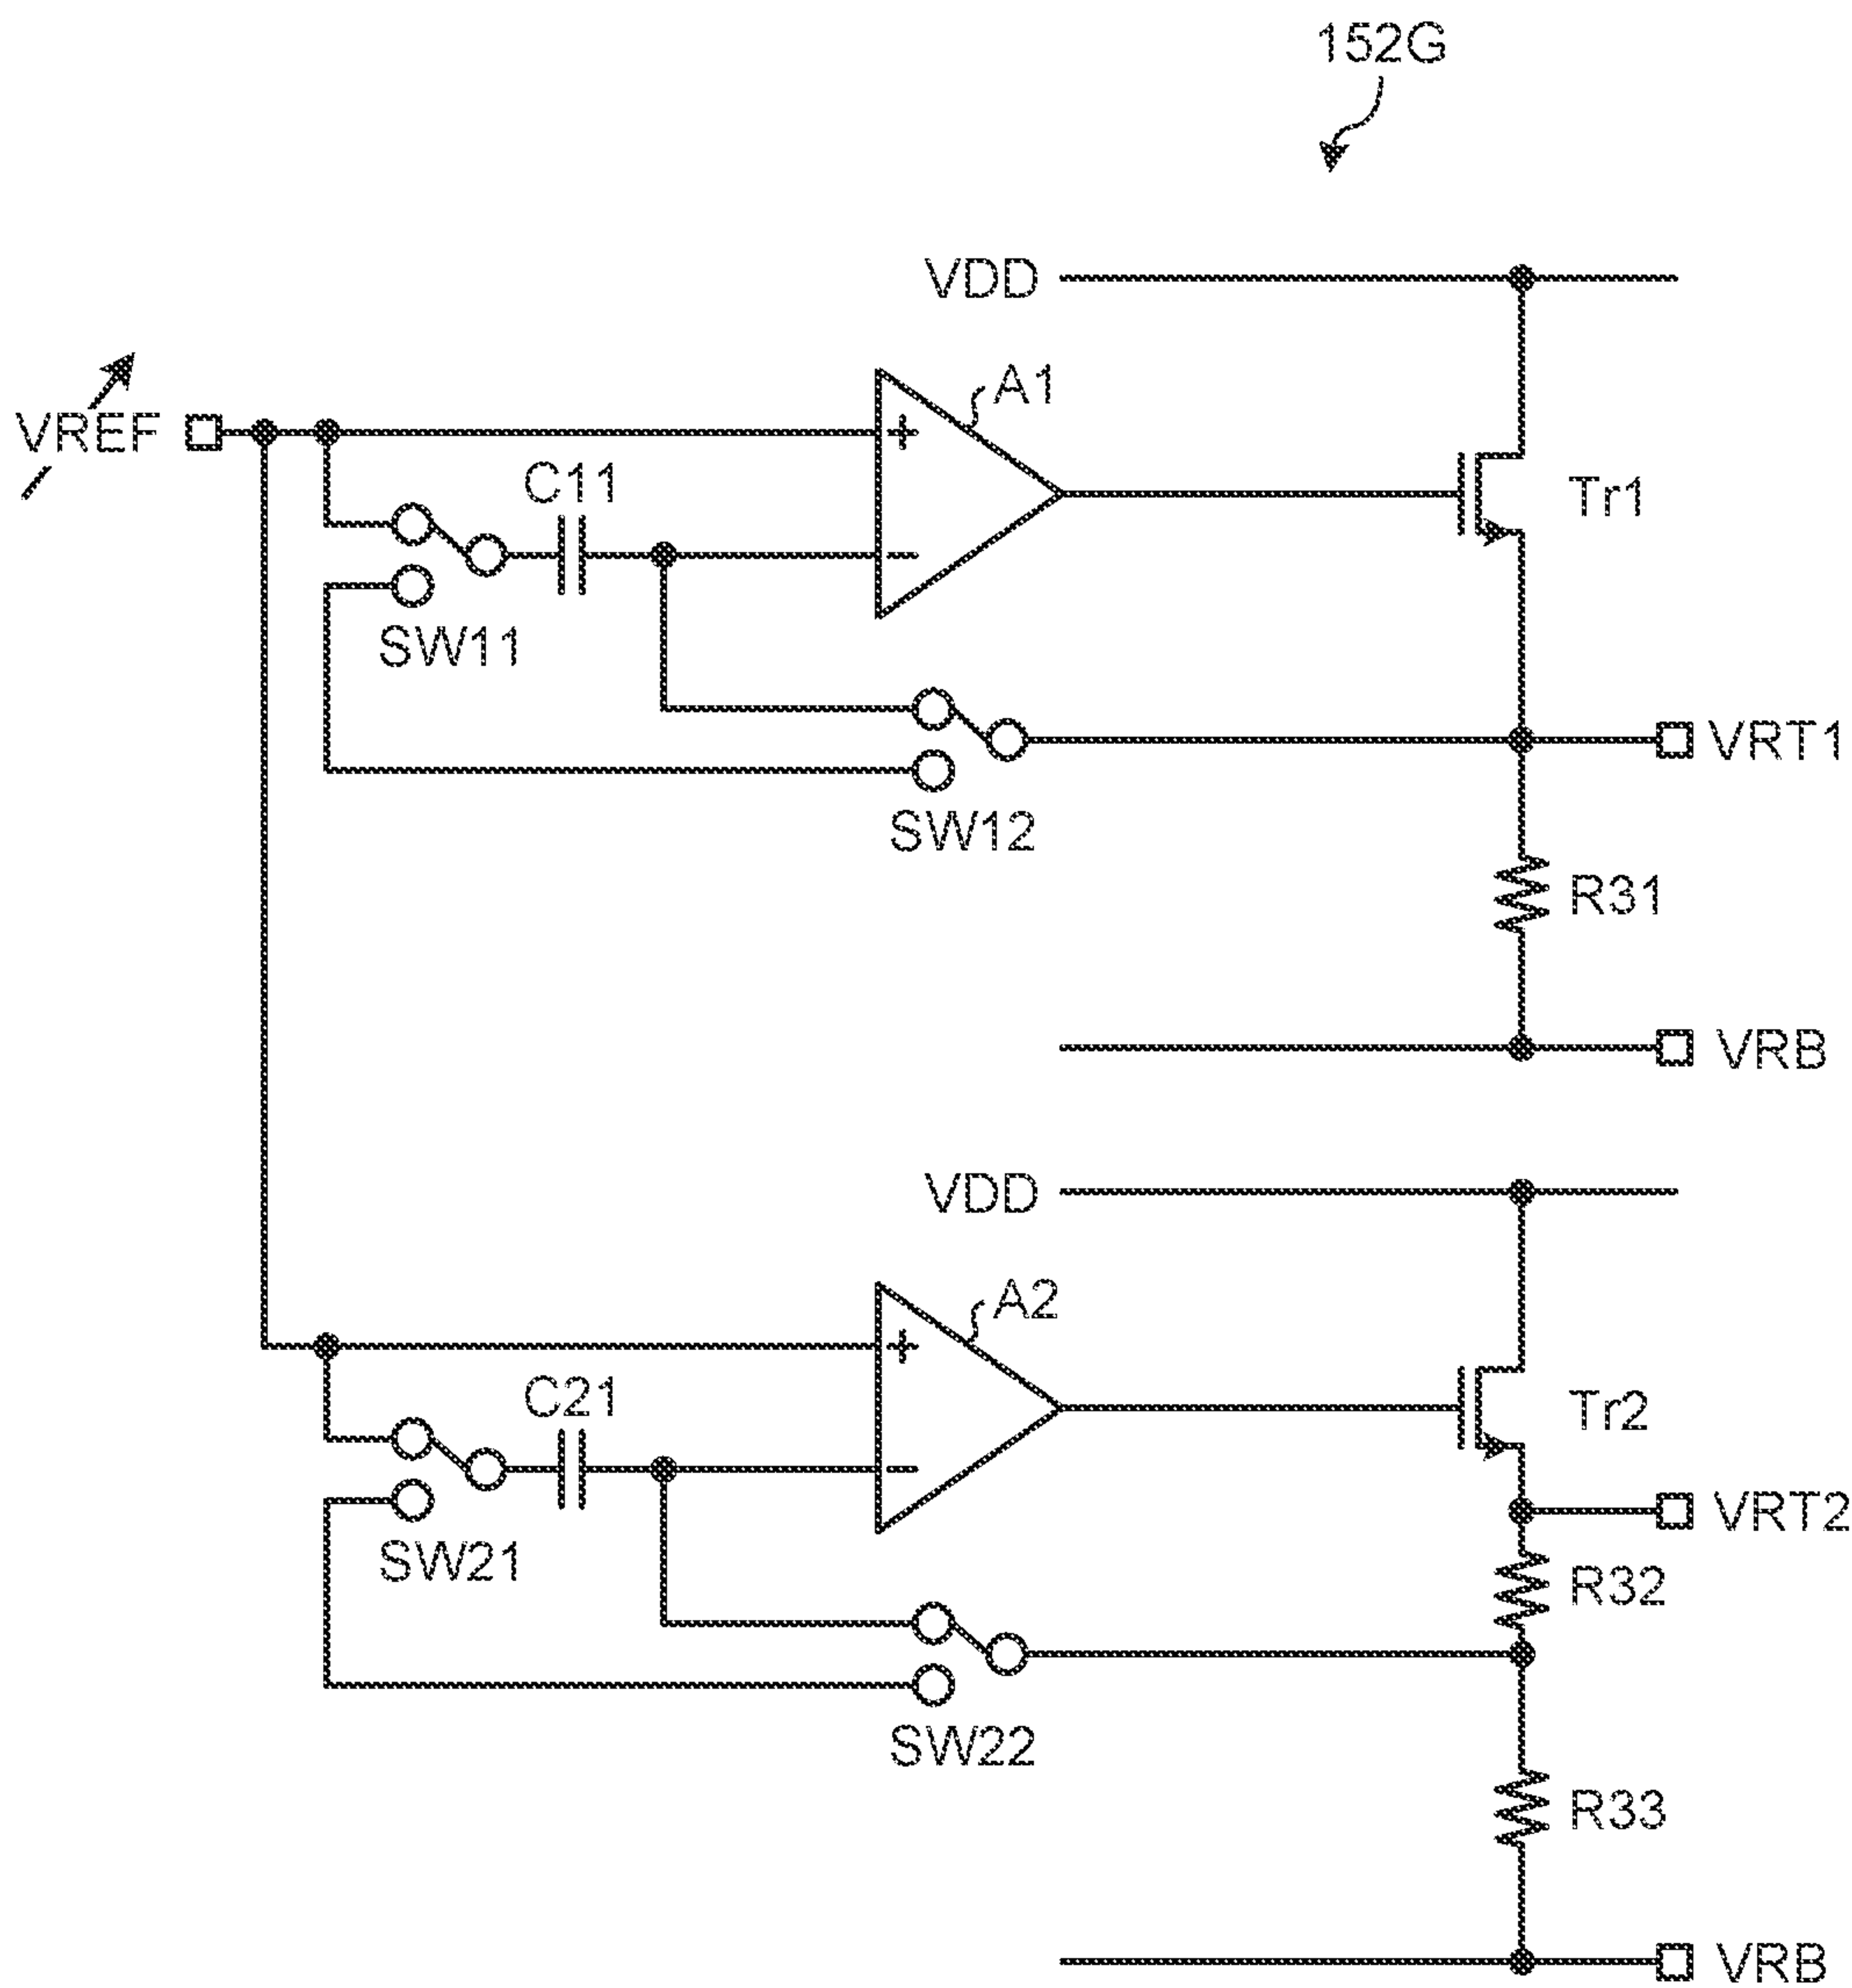 152G
VDD
A1
VREF
+
C11
Tr1
−
SW11
VRT1
SW12
R31
VRB
VDD
A2
+
C21
Tr2
−
VRT2
SW21
R32
SW22
R33
VRB